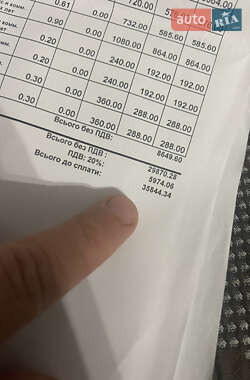 auto RIA
0.61 0.00 720.00
0.90 0.00 732.00 585.60 585.60
0.20 0.00 1080.00 864.00 864.00
0.20 0.00 240.00 192.00 192.00
0.30 0.00 240.00 192.00 192.00
0.30 0.00 360.00 288.00 288.00
360.00 288.00 288.00
Всього без ПДВ: 8649.60
Всього без ПДВ : 29870.28
ПДВ: 20%: 5974.06
Всього до сплати: 35844.34